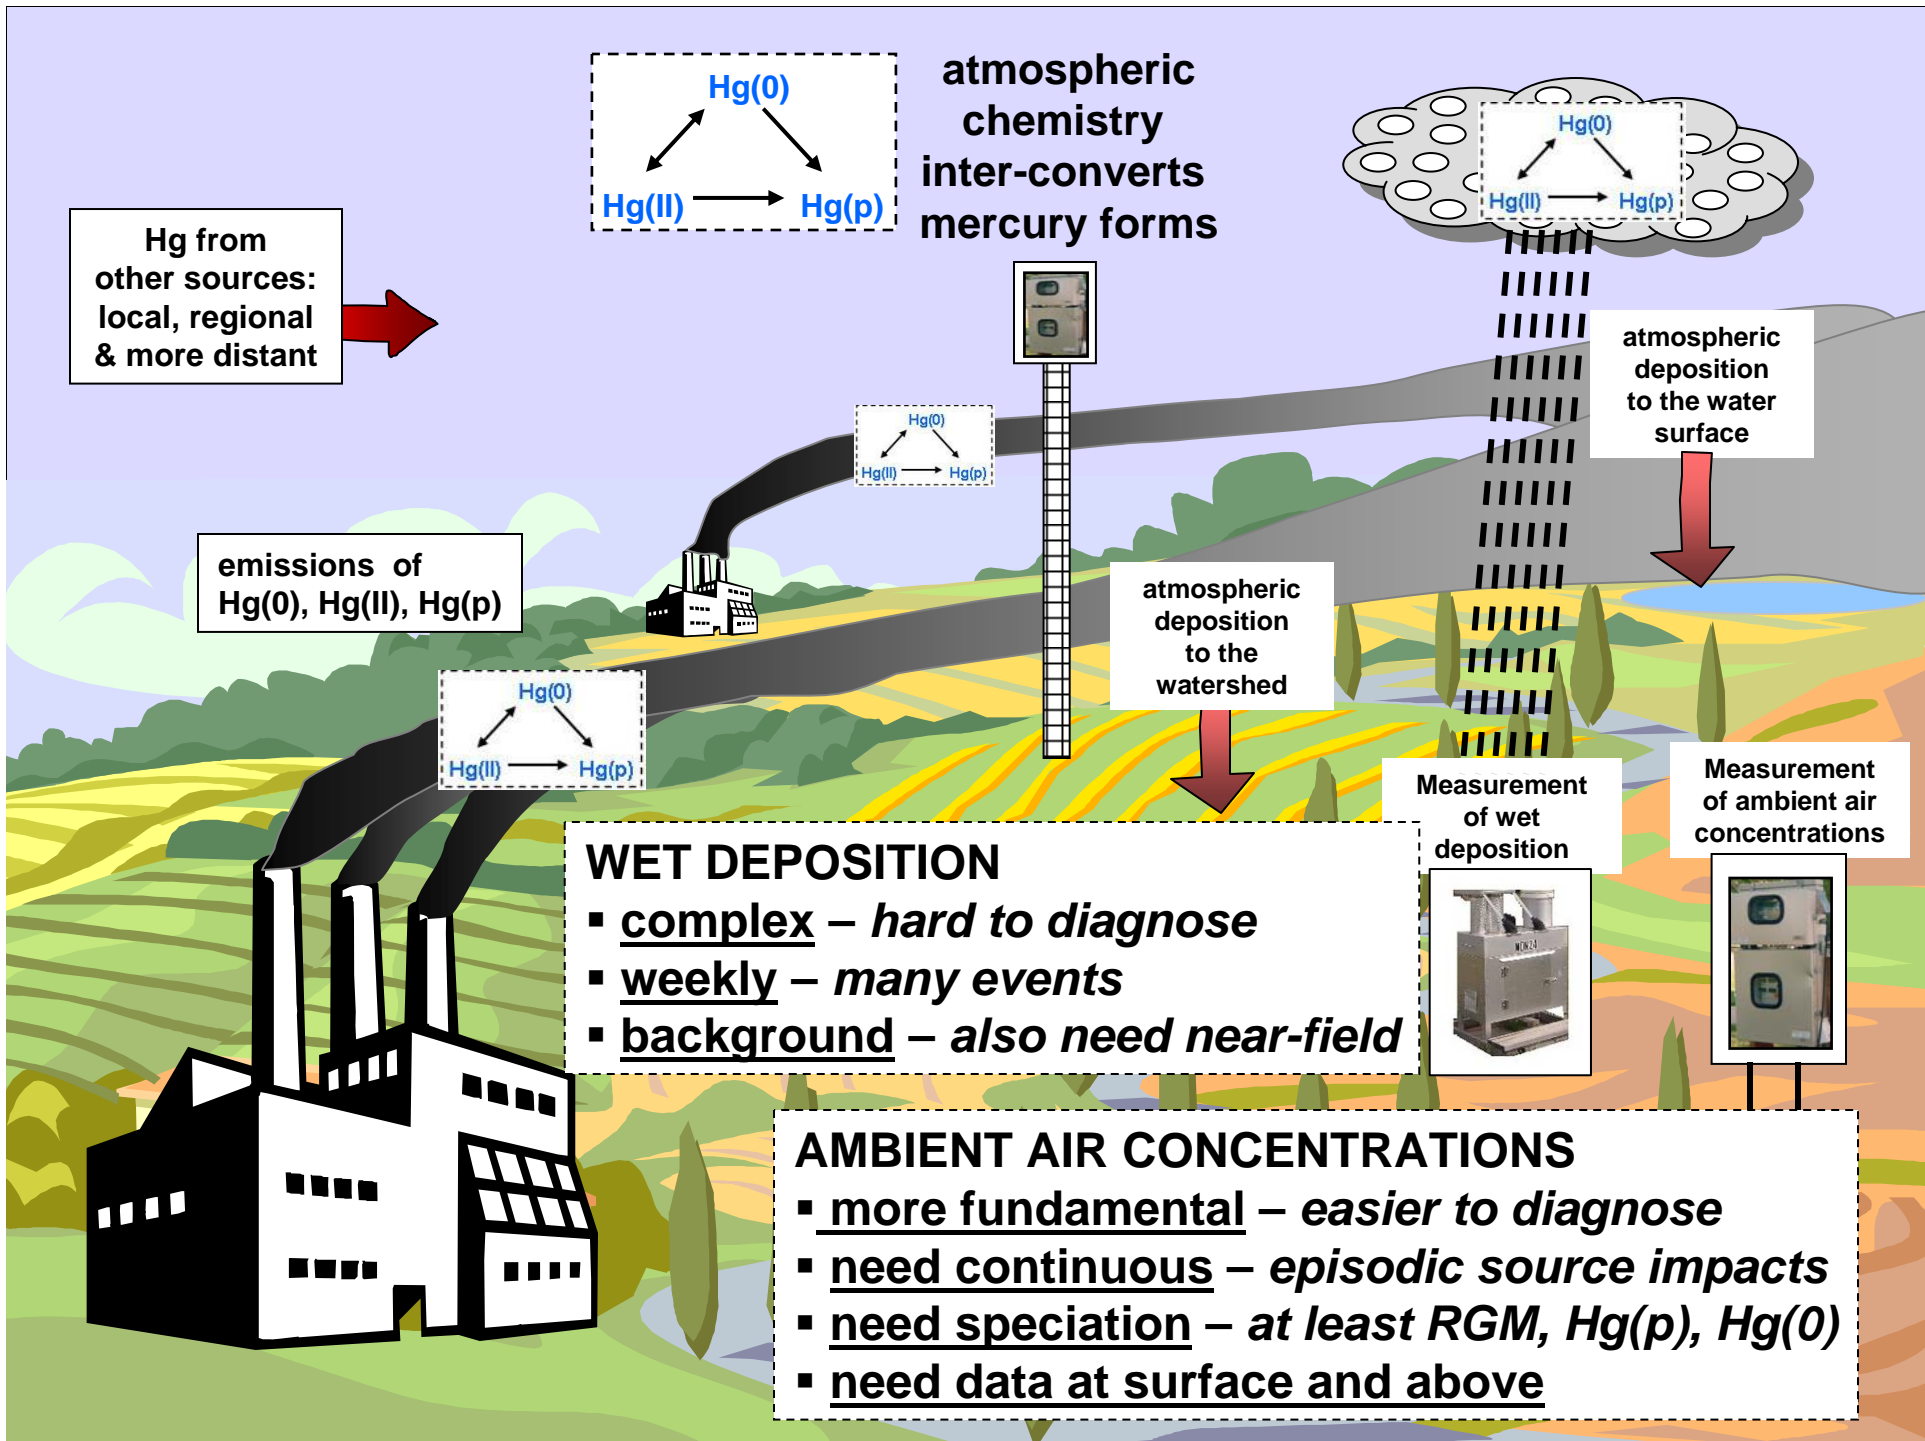 Hg(0)
Hg(II)
Hg(p)
atmospheric
chemistry
inter-converts
mercury forms
Hg(0)
Hg(II)
Hg(p)
Hg from
other sources:
local, regional
& more distant
atmospheric
deposition
to the water
surface
Hg(0)
Hg(II)
Hg(p)
emissions of
Hg(0), Hg(II), Hg(p)
atmospheric
deposition
to the
watershed
Hg(0)
Hg(II)
Hg(p)
Measurement
of wet
deposition
Measurement
of ambient air
concentrations
MDN24
WET DEPOSITION
▪ complex – hard to diagnose
▪ weekly – many events
▪ background – also need near-field
AMBIENT AIR CONCENTRATIONS
▪ more fundamental – easier to diagnose
▪ need continuous – episodic source impacts
▪ need speciation – at least RGM, Hg(p), Hg(0)
▪ need data at surface and above